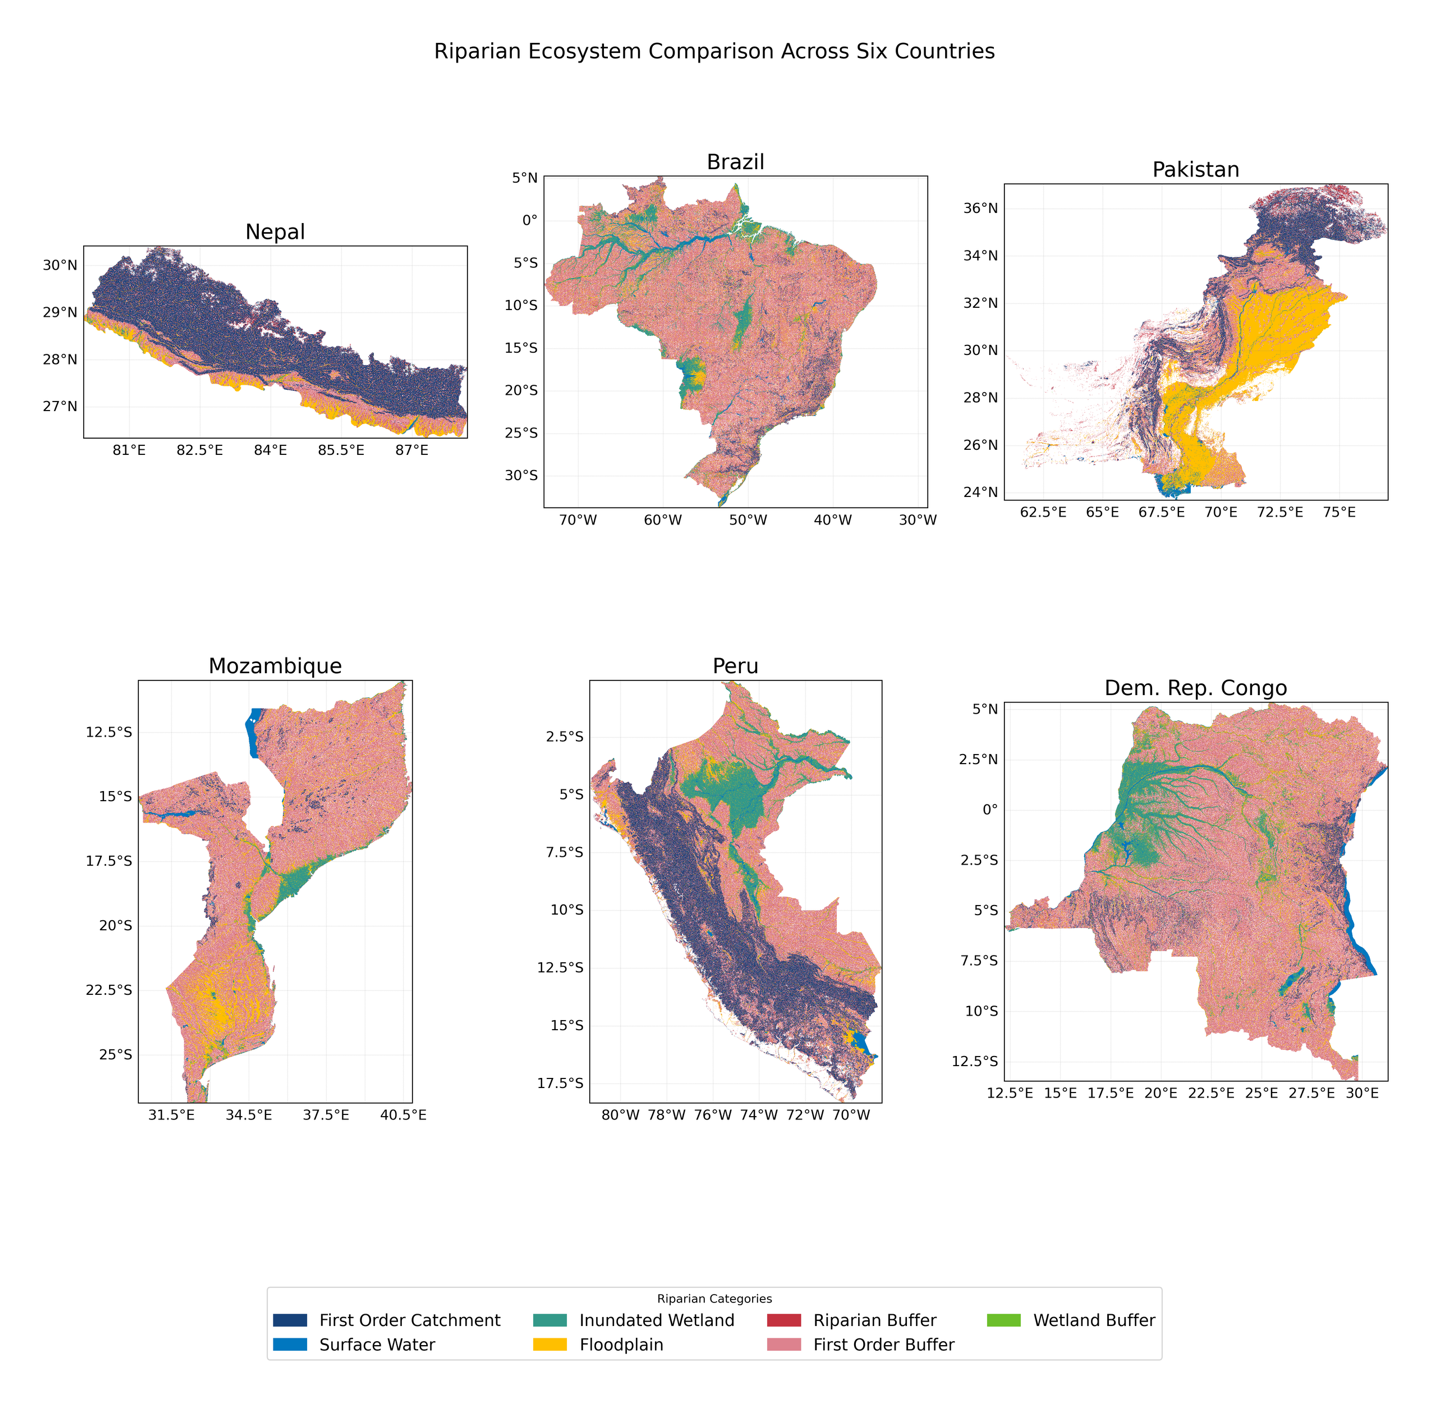 Riparian Ecosystem Comparison Across Six Countries
Nepal
30°N
29°N
28°N
27°N
81°E 82.5°E 84°E 85.5°E 87°E
Brazil
5°N
0°
5°S
10°S
15°S
20°S
25°S
30°S
70°W 60°W 50°W 40°W 30°W
Pakistan
36°N
34°N
32°N
30°N
28°N
26°N
24°N
62.5°E 65°E 67.5°E 70°E 72.5°E 75°E
Mozambique
12.5°S
15°S
17.5°S
20°S
22.5°S
25°S
31.5°E 34.5°E 37.5°E 40.5°E
Peru
2.5°S
5°S
7.5°S
10°S
12.5°S
15°S
17.5°S
80°W 78°W 76°W 74°W 72°W 70°W
Dem. Rep. Congo
5°N
2.5°N
0°
2.5°S
5°S
7.5°S
10°S
12.5°S
12.5°E 15°E 17.5°E 20°E 22.5°E 25°E 27.5°E 30°E
Riparian Categories
First Order Catchment Inundated Wetland Riparian Buffer Wetland Buffer
Surface Water Floodplain First Order Buffer